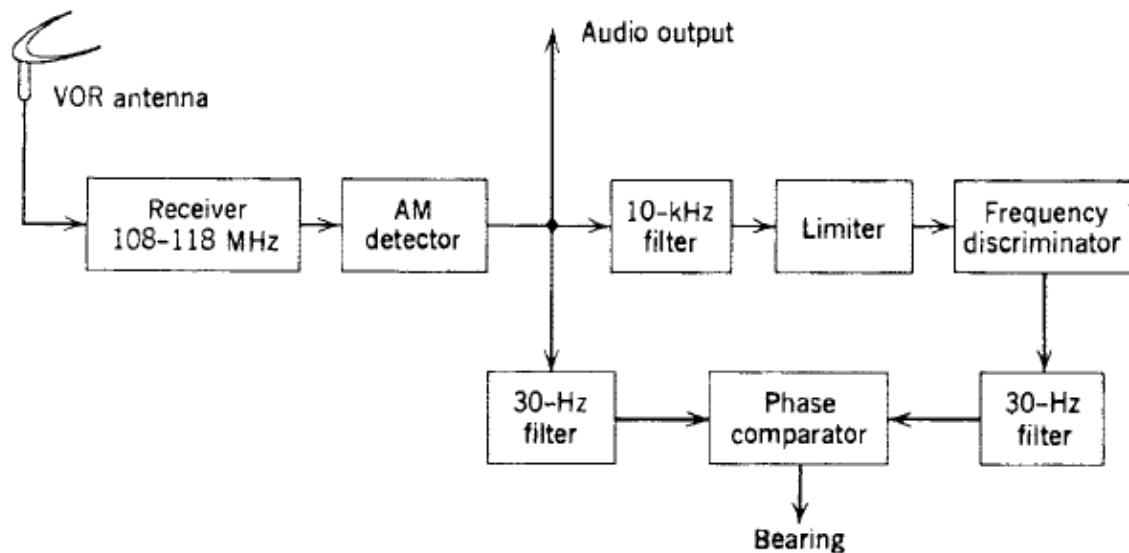 Audio output
VOR antenna
Receiver
108-118 MHz
AM
detector
10-kHz
filter
Limiter
Frequency
discriminator
30-Hz
filter
Phase
comparator
30-Hz
filter
Bearing